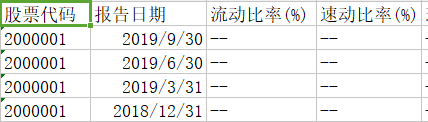 股票代码 报告日期 流动比率(%) 速动比率(%)
2000001 2019/9/30 -- --
2000001 2019/6/30 -- --
2000001 2019/3/31 -- --
2000001 2018/12/31 -- --